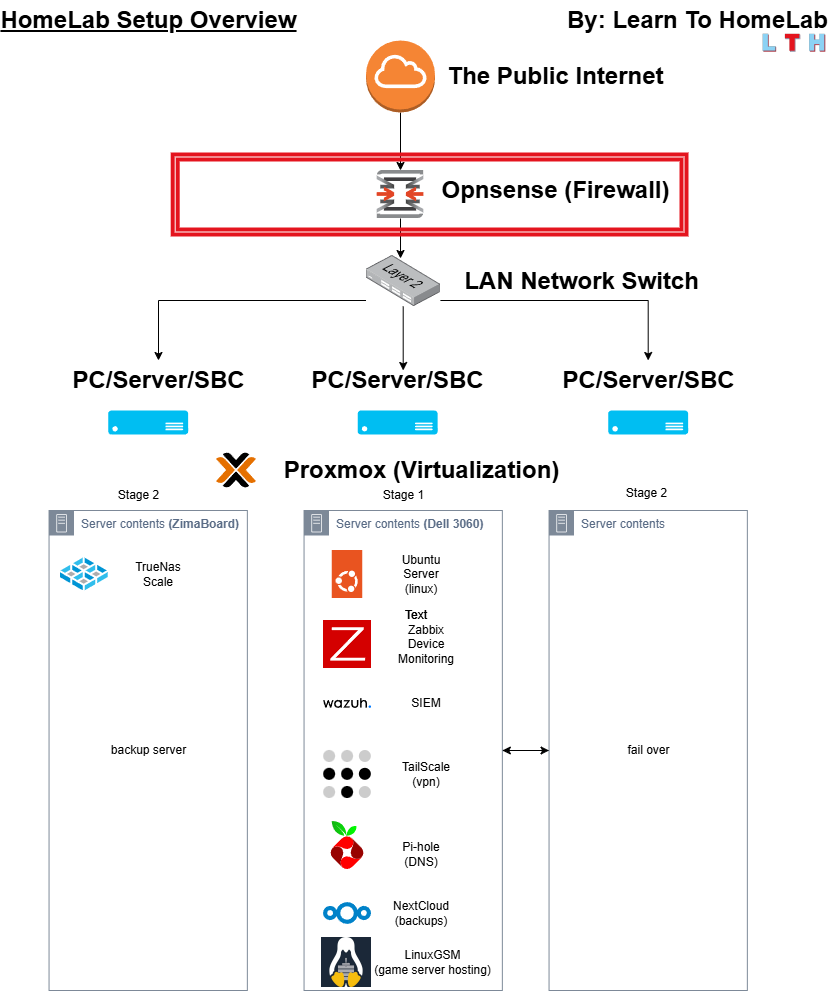 HomeLab Setup Overview
By: Learn To HomeLab
L T H
The Public Internet
Opnsense (Firewall)
Layer 2
LAN Network Switch
PC/Server/SBC
PC/Server/SBC
PC/Server/SBC
Proxmox (Virtualization)
Stage 2
Stage 1
Stage 2
Server contents (ZimaBoard)
TrueNas
Scale
backup server
Server contents (Dell 3060)
Ubuntu
Server
(linux)
Text
Z
Zabbix
Device
Monitoring
wazuh.
SIEM
TailScale
(vpn)
Pi-hole
(DNS)
NextCloud
(backups)
LinuxGSM
(game server hosting)
Server contents
fail over